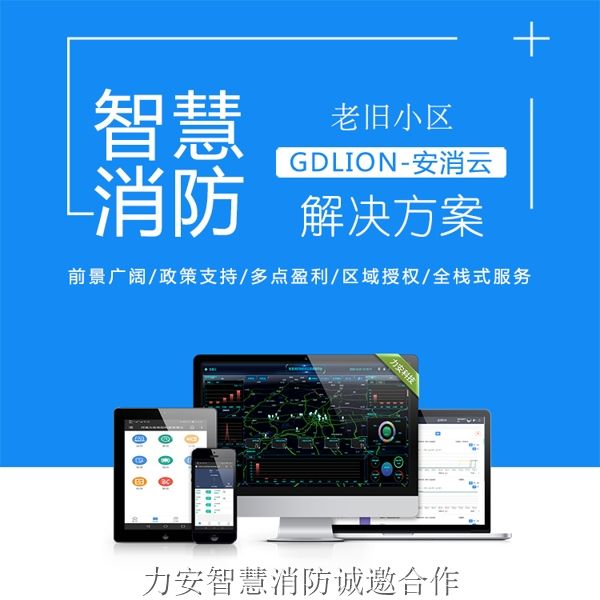 智慧
消防
老旧小区
GDLION-安消云
解决方案
前景广阔/政策支持/多点盈利/区域授权/全栈式服务
力安科技
力安智慧消防诚邀合作